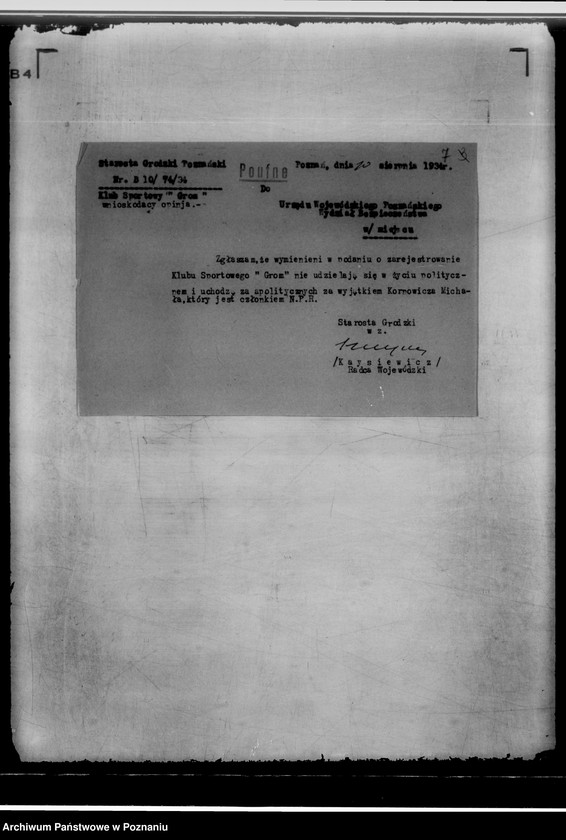 B4
7
Starosta Grodzki Poznański
Nr. B 10/ 74/34
Klub Sportowy "Grom"
wnioskodacy opinja.-
Poufne
Poznań, dnia 10 sierpnia 1934r.
Do
Urzędu Wojewódzkiego Poznańskiego
Wydział Bezpieczeństwa
w/ miejscu
Zgłaszam, że wymienieni w podaniu o zarejestrowanie
Klubu Sportowego " Grom" nie udzielają się w życiu politycz-
nem i uchodzą za apolitycznych za wyjątkiem Kornowicza Micha-
ła, który jest członkiem N.P.R.
Starosta Grodzki
w z.
/K a y s i e w i c z /
Radca Wojewódzki
Archiwum Państwowe w Poznaniu